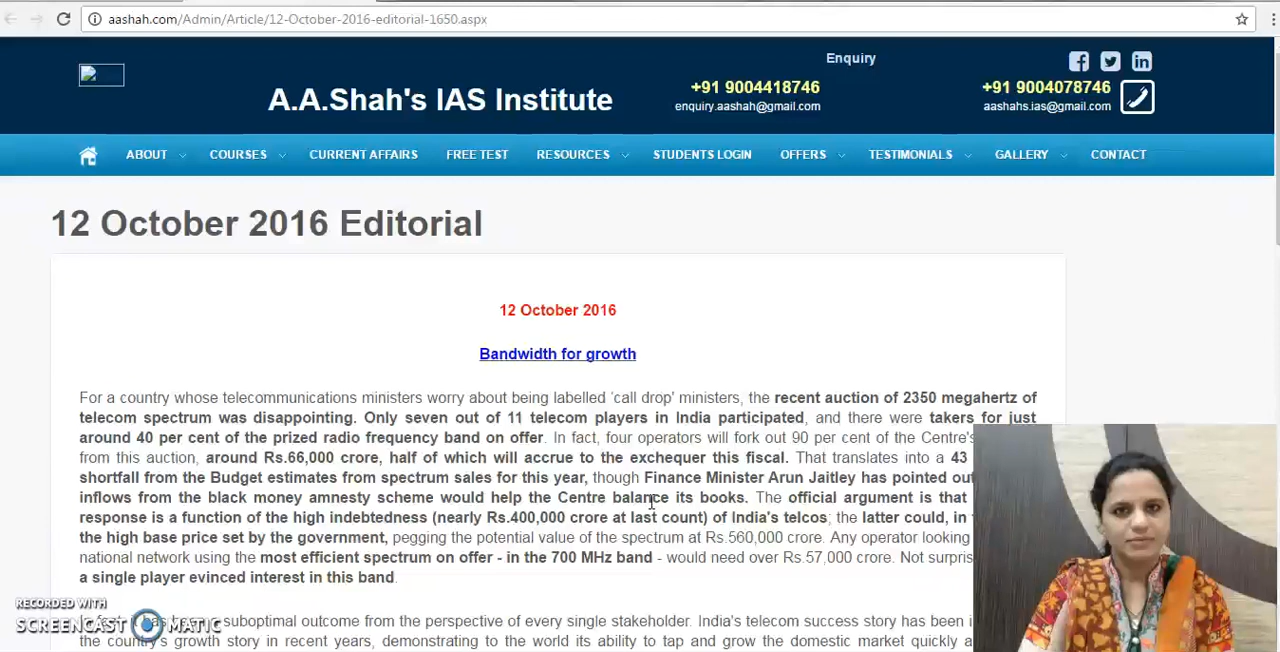 aashah.com/Admin/Article/12-October-2016-editorial-1650.aspx
Enquiry
A.A.Shah's IAS Institute
+91 9004418746
enquiry.aashah@gmail.com
+91 9004078746
aashahs.ias@gmail.com
ABOUT COURSES CURRENT AFFAIRS FREE TEST RESOURCES STUDENTS LOGIN OFFERS TESTIMONIALS GALLERY CONTACT
12 October 2016 Editorial
12 October 2016
Bandwidth for growth
For a country whose telecommunications ministers worry about being labelled 'call drop' ministers, the recent auction of 2350 megahertz of
telecom spectrum was disappointing. Only seven out of 11 telecom players in India participated, and there were takers for just
around 40 per cent of the prized radio frequency band on offer. In fact, four operators will fork out 90 per cent of the Centre's
from this auction, around Rs.66,000 crore, half of which will accrue to the exchequer this fiscal. That translates into a 43
shortfall from the Budget estimates from spectrum sales for this year, though Finance Minister Arun Jaitley has pointed out
inflows from the black money amnesty scheme would help the Centre balance its books. The official argument is that
response is a function of the high indebtedness (nearly Rs.400,000 crore at last count) of India's telcos; the latter could, in
the high base price set by the government, pegging the potential value of the spectrum at Rs.560,000 crore. Any operator looking
national network using the most efficient spectrum on offer - in the 700 MHz band - would need over Rs.57,000 crore. Not
a single player evinced interest in this band.
suboptimal outcome from the perspective of every single stakeholder. India's telecom success story has been
the country's growth story in recent years, demonstrating to the world its ability to tap and grow the domestic market quickly
RECORDED WITH
SCREENCAST MATIC